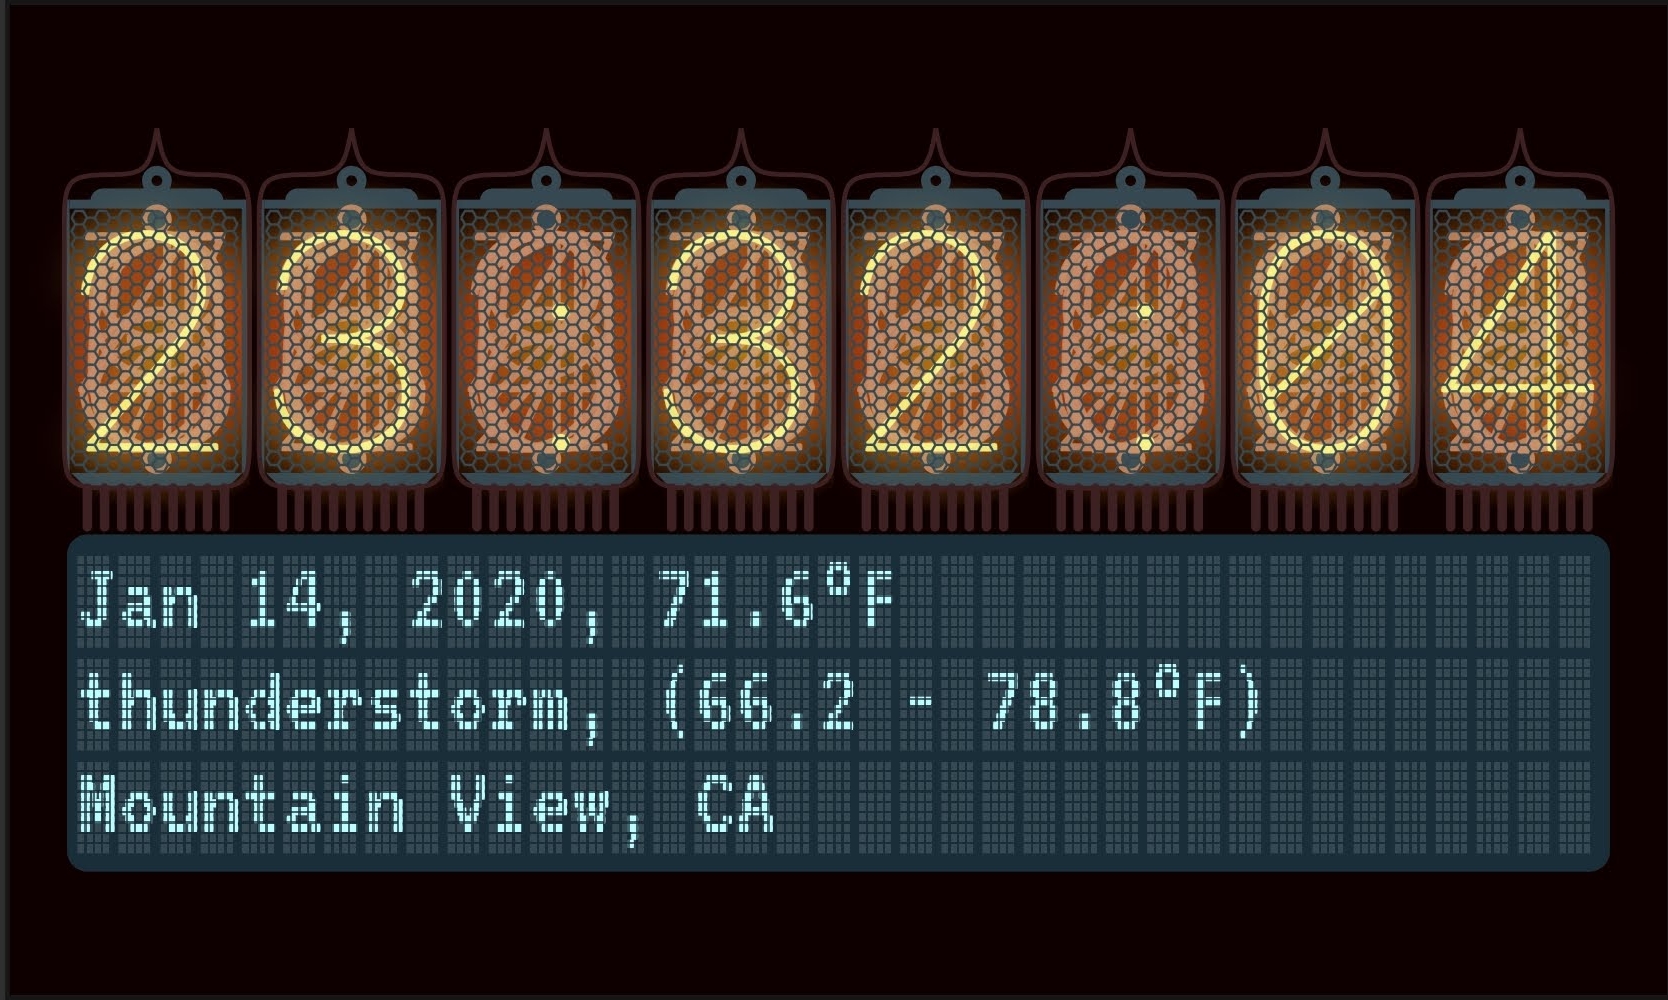 23:32:04
Jan 14, 2020, 71.6°F
thunderstorm, (66.2 - 78.8°F)
Mountain View, CA